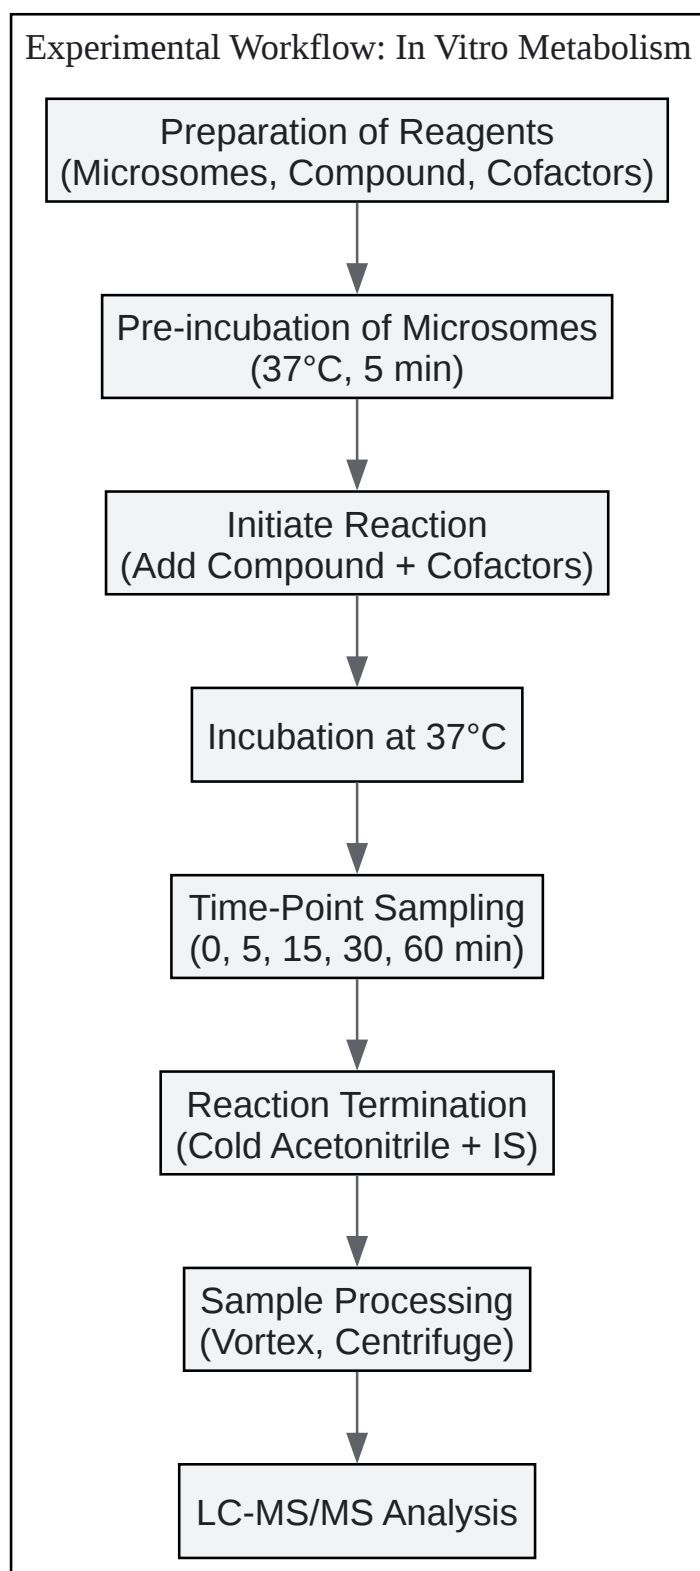 Experimental Workflow: In Vitro Metabolism
Preparation of Reagents
(Microsomes, Compound, Cofactors)
Pre-incubation of Microsomes
(37°C, 5 min)
Initiate Reaction
(Add Compound + Cofactors)
Incubation at 37°C
Time-Point Sampling
(0, 5, 15, 30, 60 min)
Reaction Termination
(Cold Acetonitrile + IS)
Sample Processing
(Vortex, Centrifuge)
LC-MS/MS Analysis